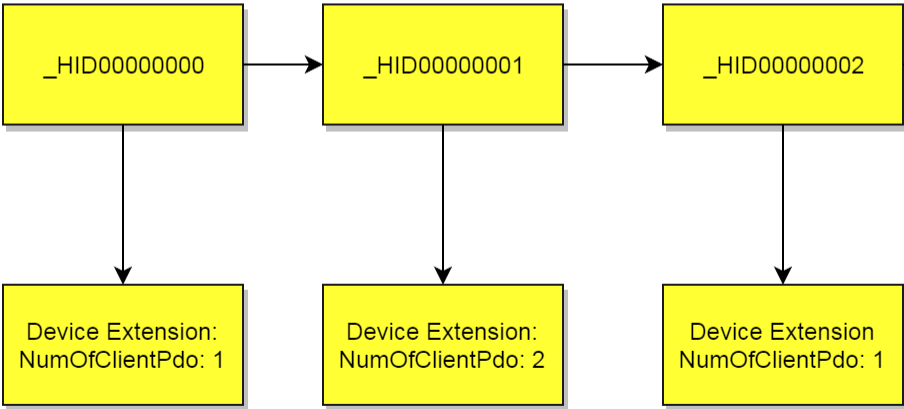 _HID00000000
_HID00000001
_HID00000002
Device Extension:
NumOfClientPdo: 1
Device Extension:
NumOfClientPdo: 2
Device Extension
NumOfClientPdo: 1